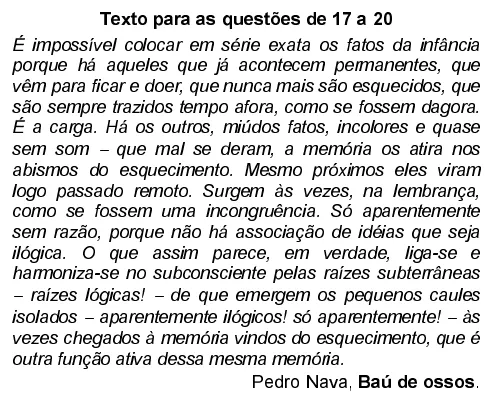 Texto para as questões de 17 a 20
É impossível colocar em série exata os fatos da infância
porque há aqueles que já acontecem permanentes, que
vêm para ficar e doer, que nunca mais são esquecidos, que
são sempre trazidos tempo afora, como se fossem dagora.
É a carga. Há os outros, miúdos fatos, incolores e quase
sem som – que mal se deram, a memória os atira nos
abismos do esquecimento. Mesmo próximos eles viram
logo passado remoto. Surgem às vezes, na lembrança,
como se fossem uma incongruência. Só aparentemente
sem razão, porque não há associação de idéias que seja
ilógica. O que assim parece, em verdade, liga-se e
harmoniza-se no subconsciente pelas raízes subterrâneas
– raízes lógicas! – de que emergem os pequenos caules
isolados – aparentemente ilógicos! só aparentemente! – às
vezes chegados à memória vindos do esquecimento, que é
outra função ativa dessa mesma memória.
Pedro Nava, Baú de ossos.